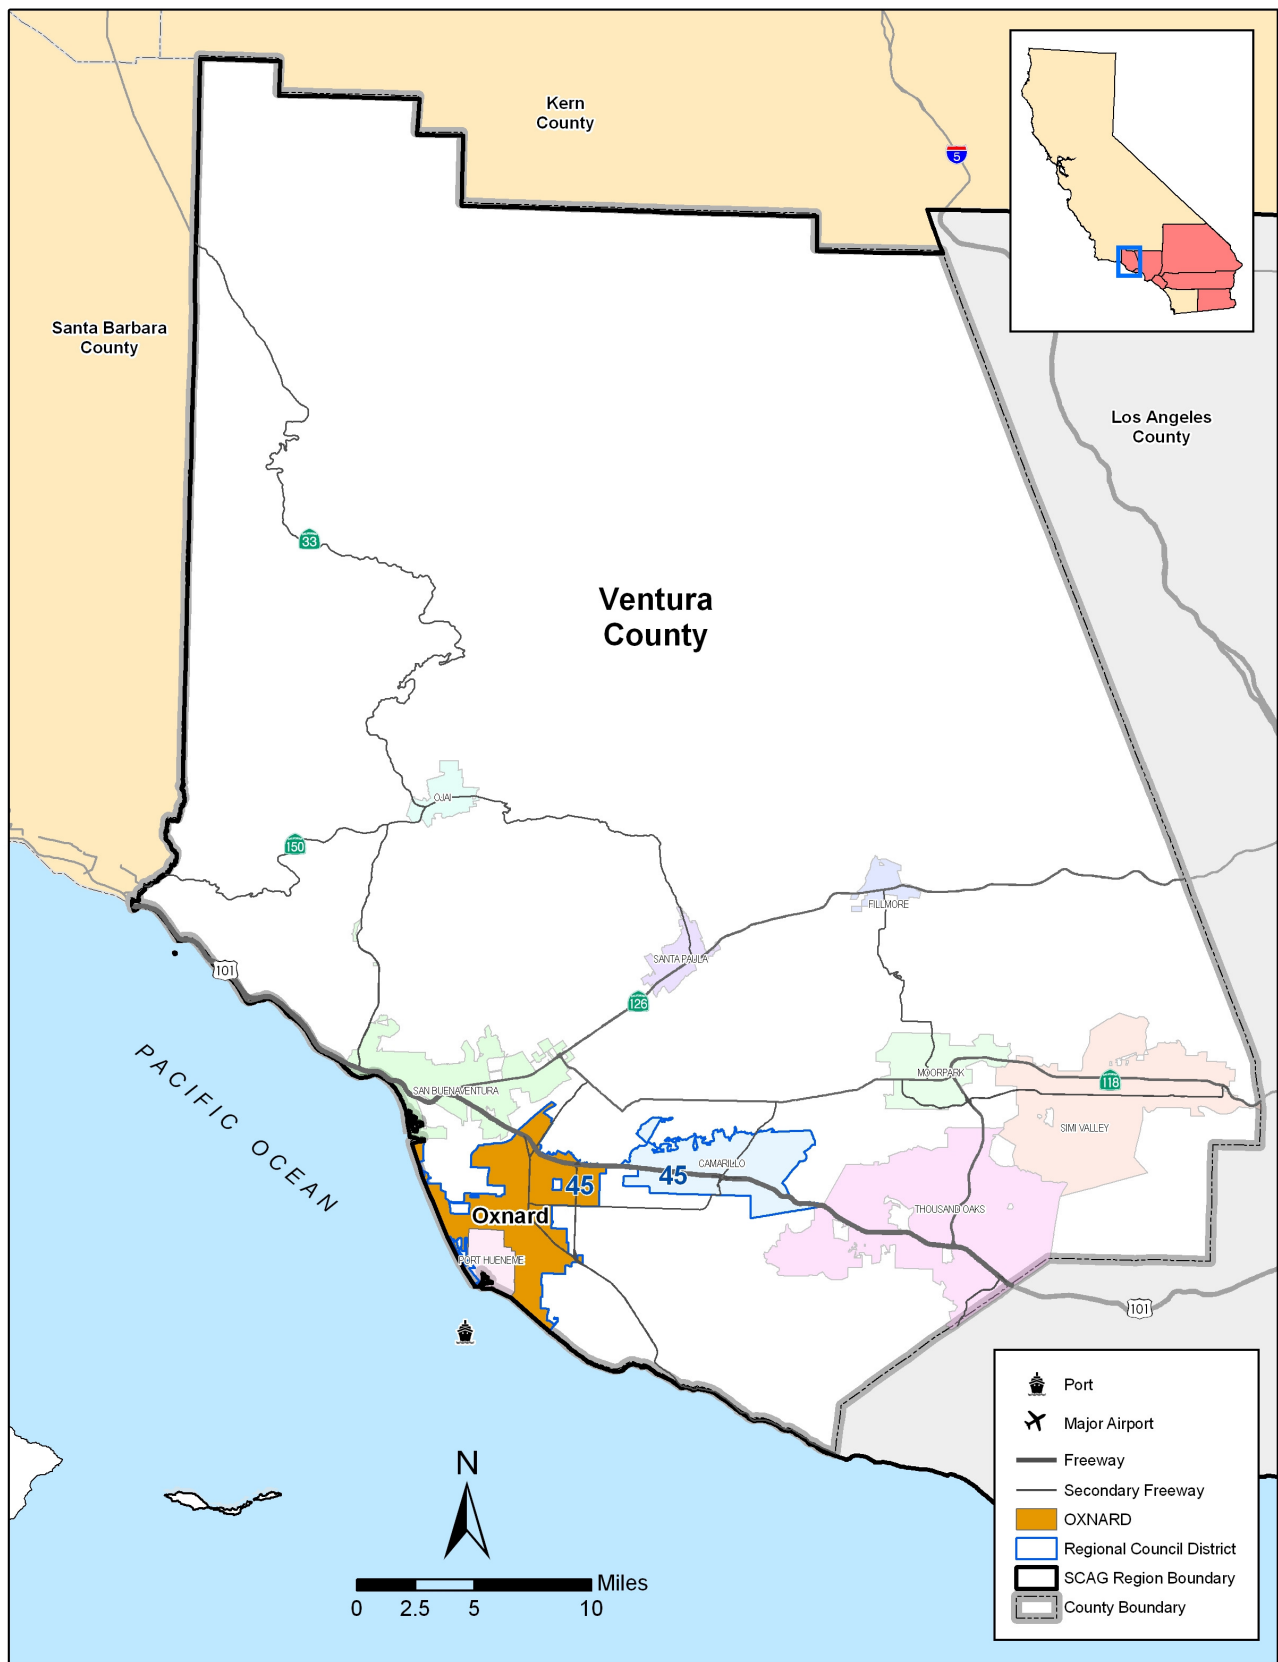 Kern
County
5
Santa Barbara
County
Los Angeles
County
33
Ventura
County
OJAI
150
FILLMORE
SANTA PAULA
101
126
PACIFIC OCEAN
MOORPARK
118
SAN BUENAVENTURA
SIMI VALLEY
CAMARILLO
45
45
THOUSAND OAKS
Oxnard
PORT HUENEME
101
N
Miles
0 2.5 5 10
Port
Major Airport
Freeway
Secondary Freeway
OXNARD
Regional Council District
SCAG Region Boundary
County Boundary